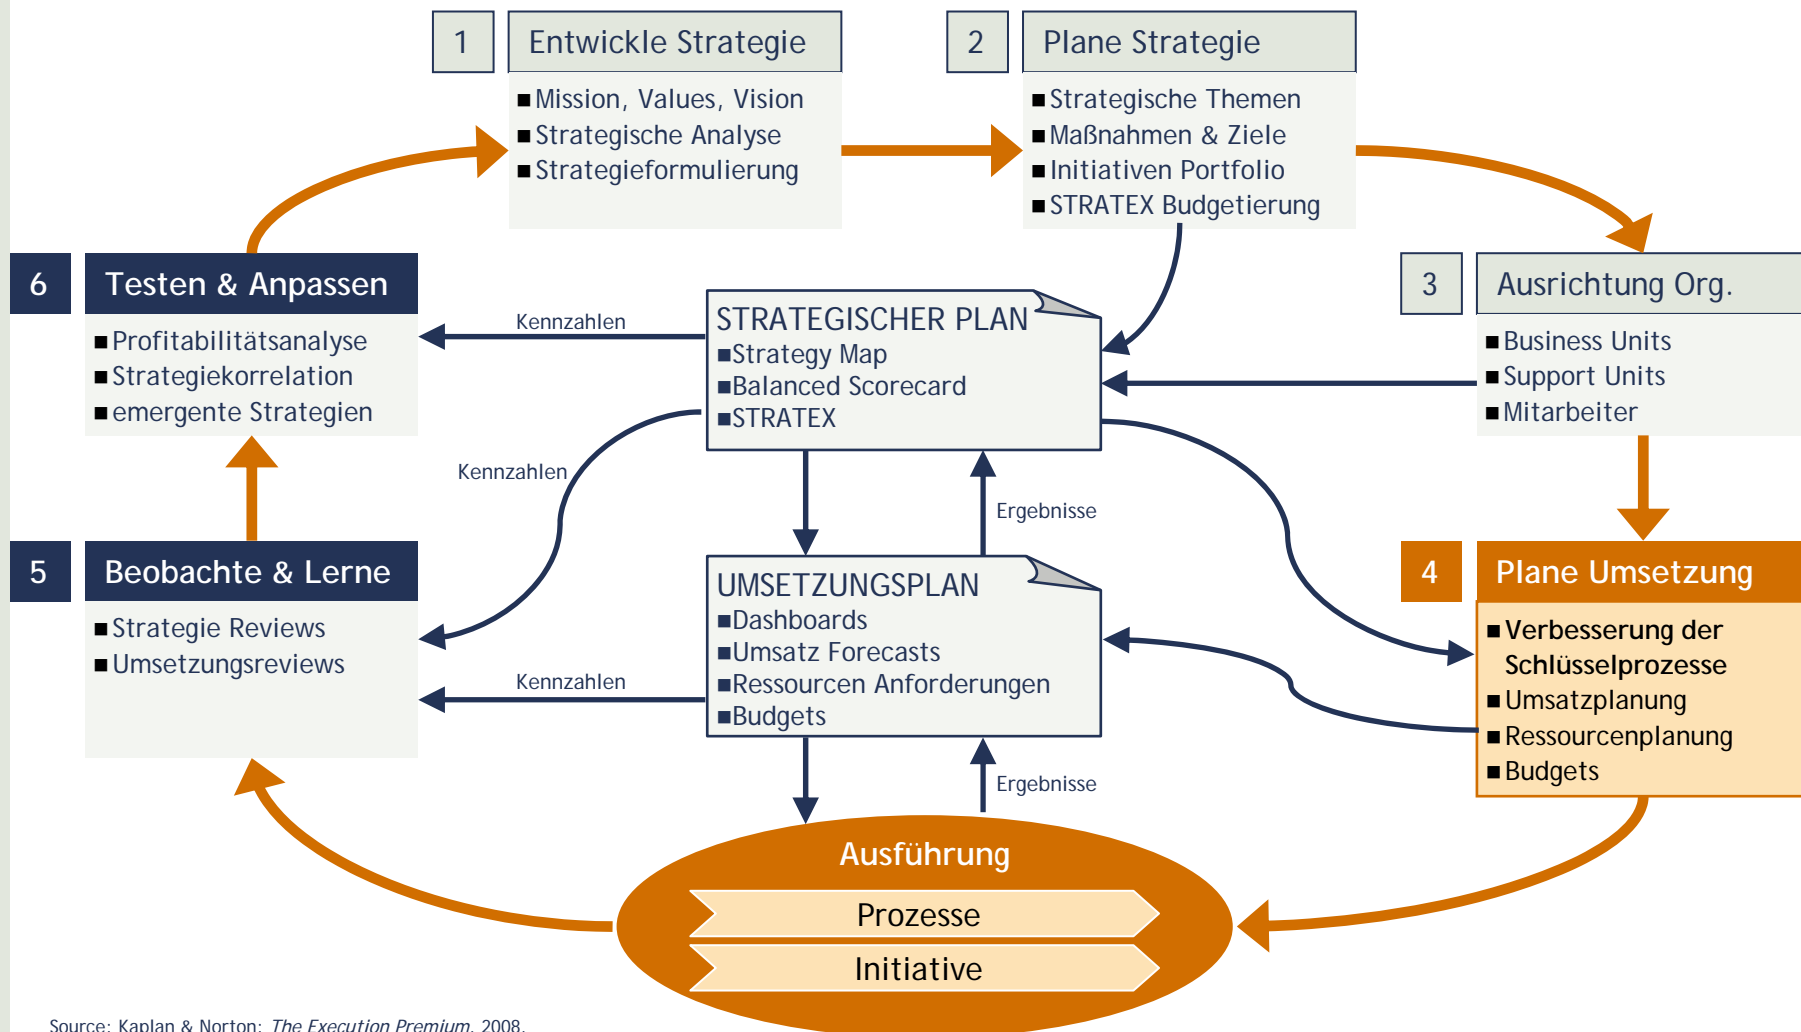 1
Entwickle Strategie
■ Mission, Values, Vision
■ Strategische Analyse
■ Strategieformulierung
2
Plane Strategie
■ Strategische Themen
■ Maßnahmen & Ziele
■ Initiativen Portfolio
■ STRATEX Budgetierung
3
Ausrichtung Org.
■ Business Units
■ Support Units
■ Mitarbeiter
6
Testen & Anpassen
■ Profitabilitätsanalyse
■ Strategiekorrelation
■ emergente Strategien
Kennzahlen
STRATEGISCHER PLAN
■Strategy Map
■Balanced Scorecard
■STRATEX
Kennzahlen
Ergebnisse
5
Beobachte & Lerne
■ Strategie Reviews
■ Umsetzungsreviews
Kennzahlen
UMSETZUNGSPLAN
■Dashboards
■Umsatz Forecasts
■Ressourcen Anforderungen
■Budgets
4
Plane Umsetzung
■ Verbesserung der
Schlüsselprozesse
■ Umsatzplanung
■ Ressourcenplanung
■ Budgets
Ergebnisse
Ausführung
Prozesse
Initiative
Source: Kaplan & Norton: The Execution Premium, 2008.